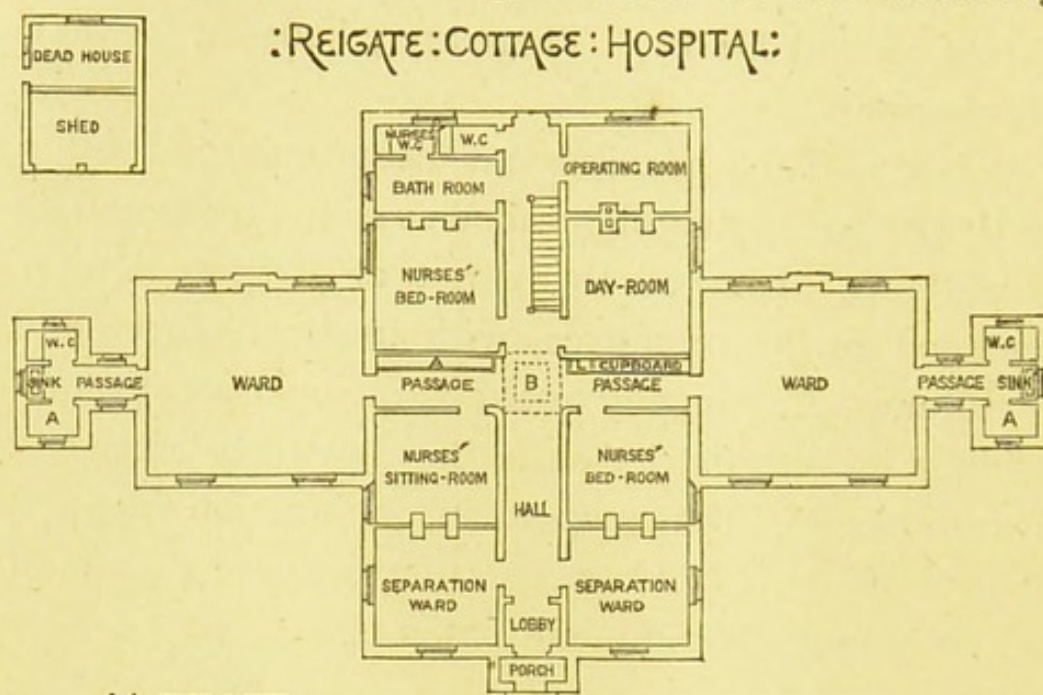 :REIGATE:COTTAGE:HOSPITAL:
DEAD HOUSE
SHED
NURSES'
W.C
W.C
OPERATING ROOM
BATH ROOM
NURSES'
BED-ROOM
DAY-ROOM
W.C
SINK
PASSAGE
A
WARD
A
PASSAGE
B
L: CUPBOARD
PASSAGE
WARD
W.C
PASSAGE
SINK
A
NURSES'
SITTING-ROOM
NURSES'
BED-ROOM
HALL
SEPARATION
WARD
SEPARATION
WARD
LOBBY
PORCH